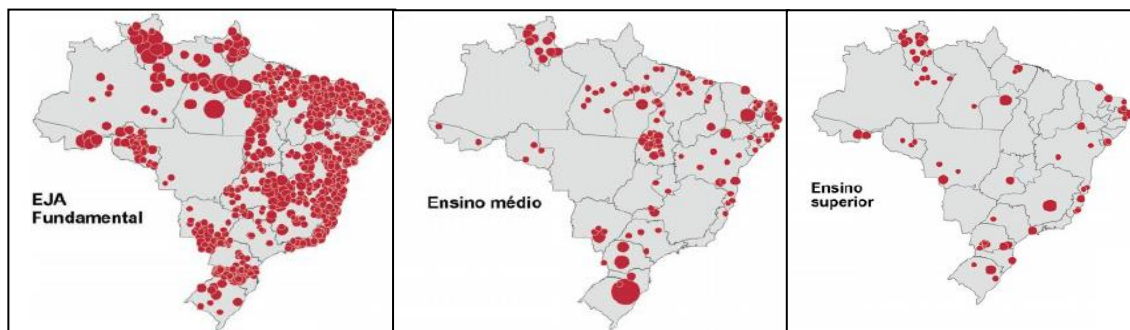 EJA
Fundamental
Ensino médio
Ensino
superior